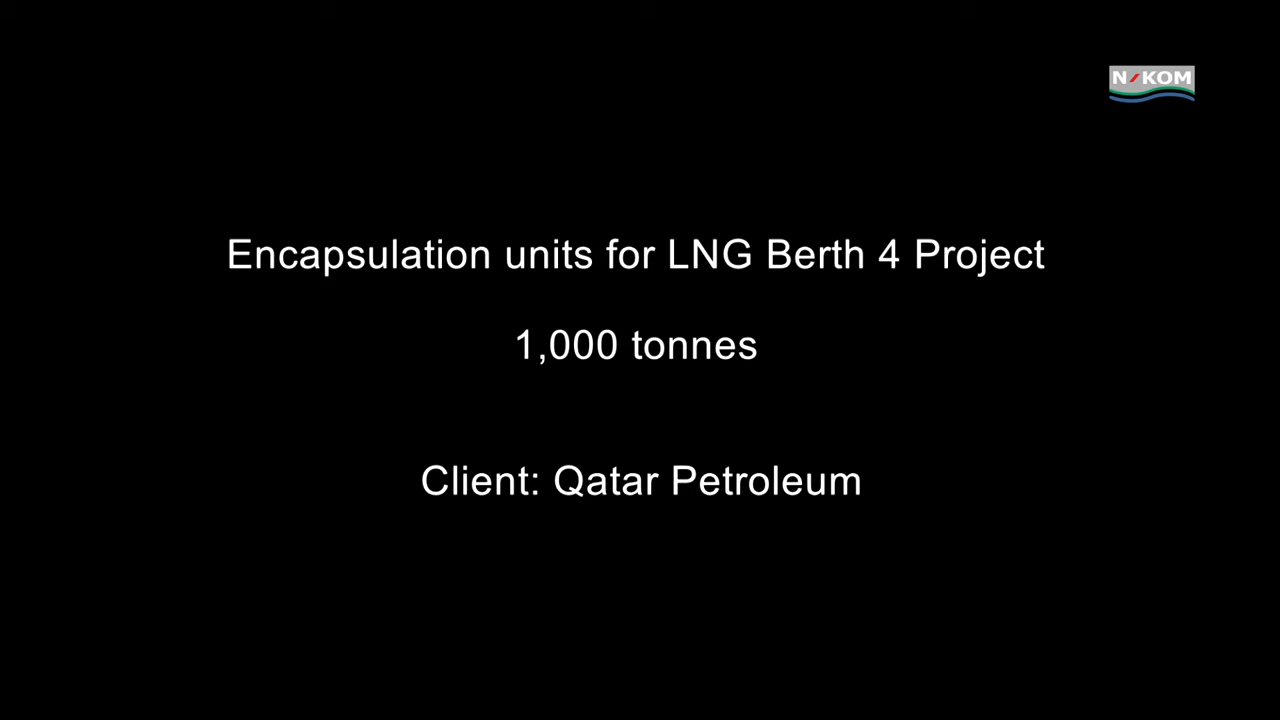 N-KOM
Encapsulation units for LNG Berth 4 Project
1,000 tonnes
Client: Qatar Petroleum